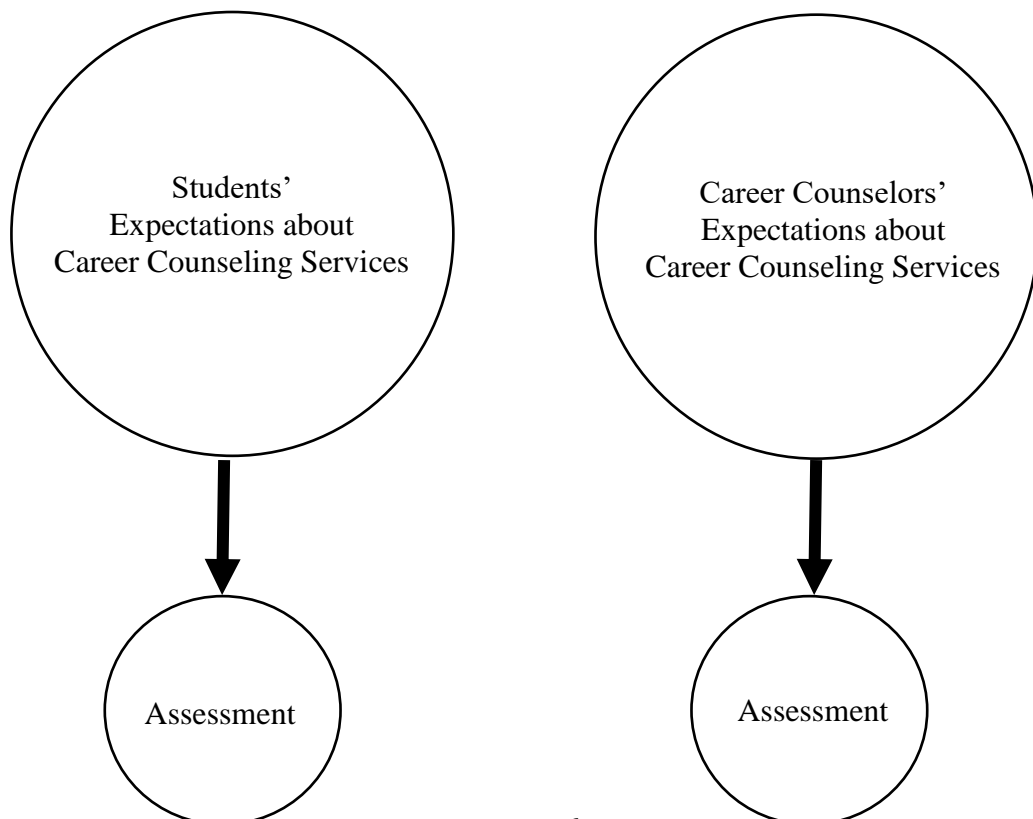 Students’
Expectations about
Career Counseling Services
Career Counselors’
Expectations about
Career Counseling Services
Assessment
Assessment